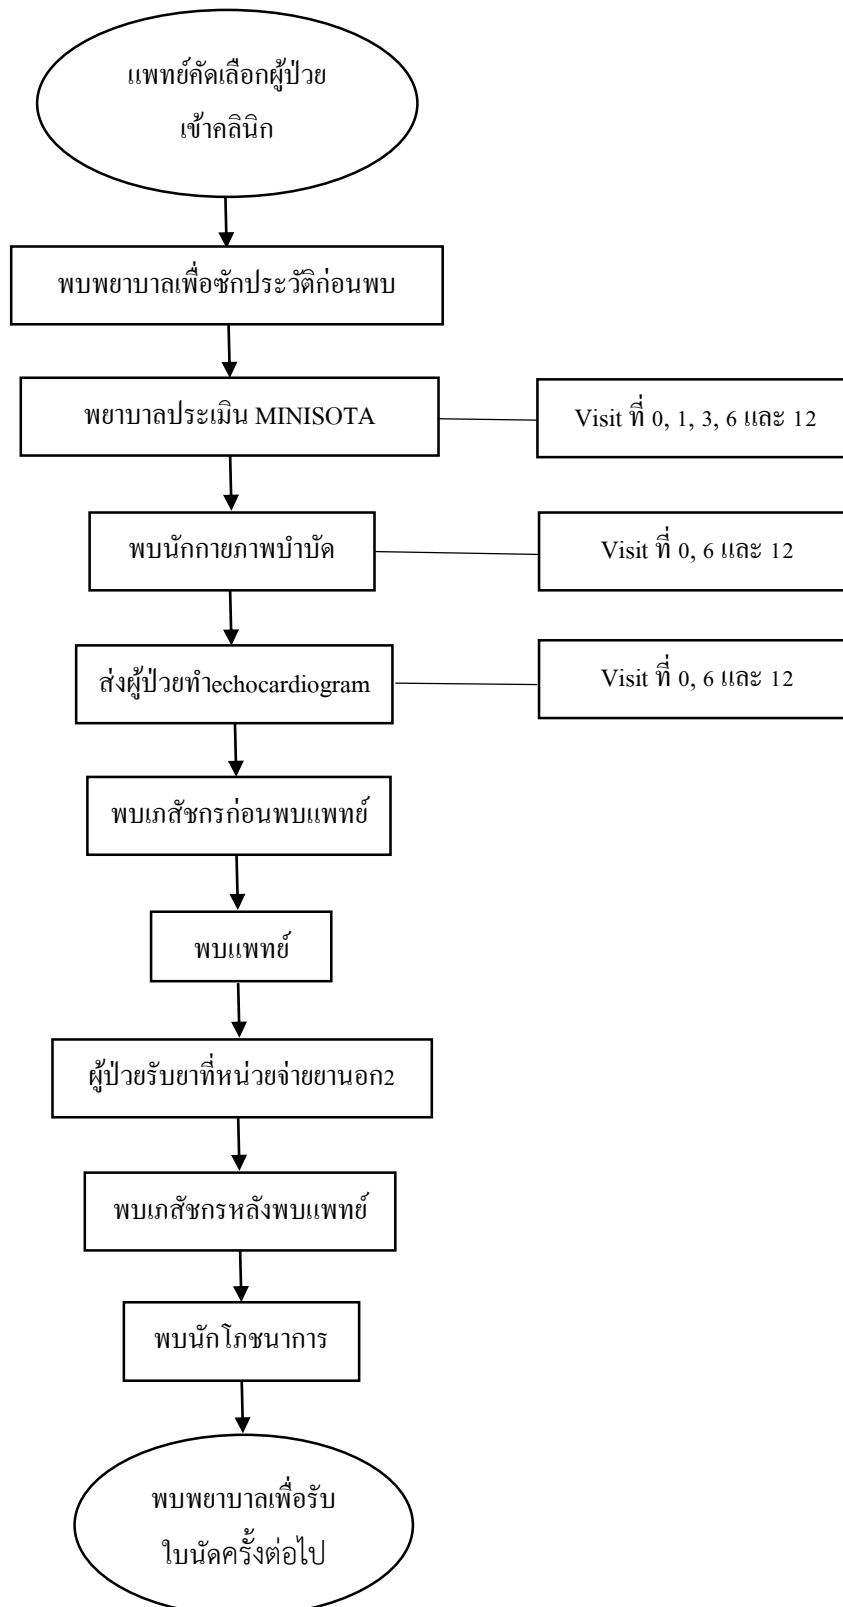 แพทย์คัดเลือกผู้ป่วย
เข้าคลินิก
พบพยาบาลเพื่อซักประวัติก่อนพบ
พยาบาลประเมิน MINISOTA
Visit ที่ 0, 1, 3, 6 และ 12
พบนักกายภาพบำบัด
Visit ที่ 0, 6 และ 12
ส่งผู้ป่วยทำechocardiogram
Visit ที่ 0, 6 และ 12
พบเภสัชกรก่อนพบแพทย์
พบแพทย์
ผู้ป่วยรับยาที่หน่วยจ่ายยานอก2
พบเภสัชกรหลังพบแพทย์
พบนักโภชนาการ
พบพยาบาลเพื่อรับ
ใบนัดครั้งต่อไป